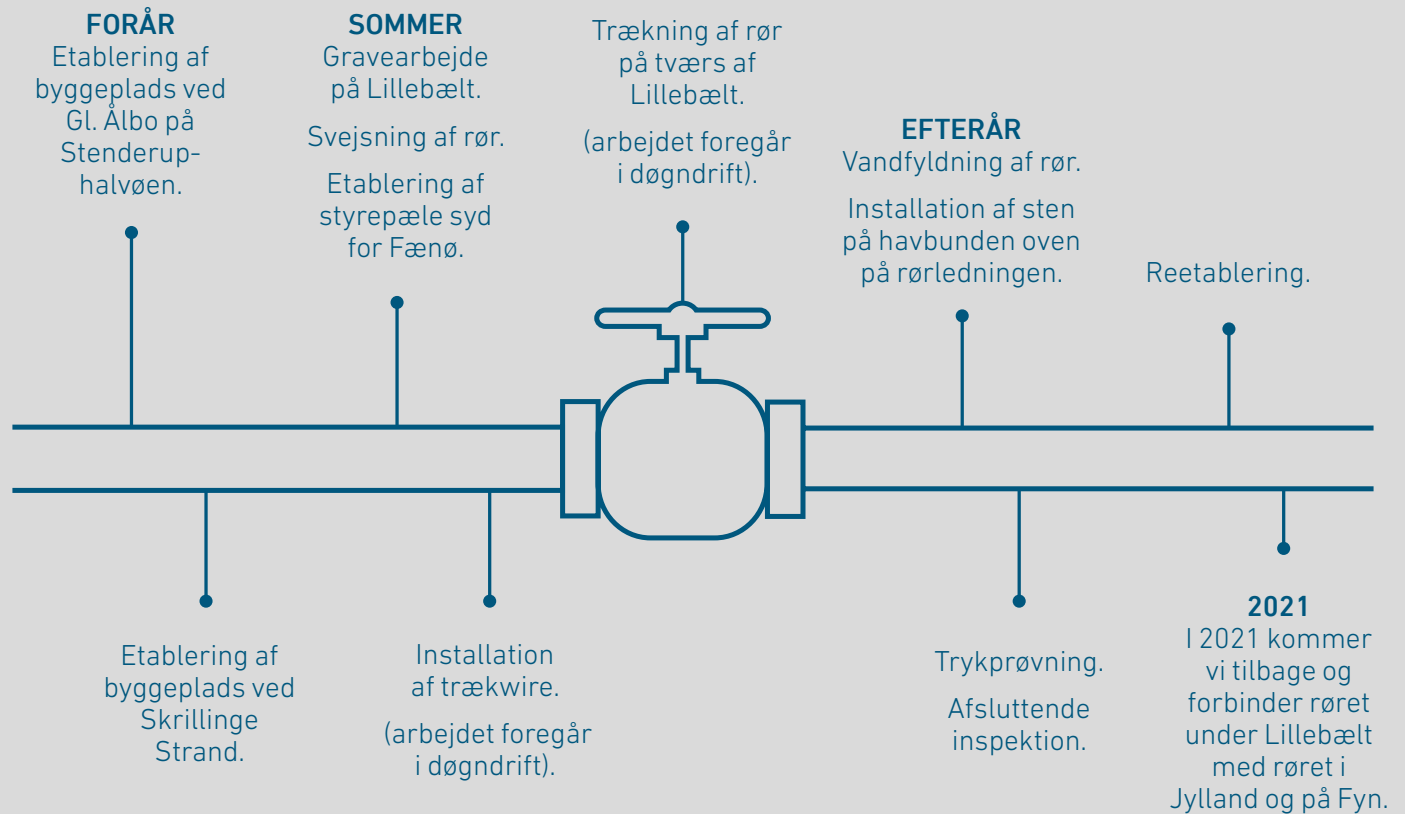 FORÅR
Etablering af
byggeplads ved
Gl. Ålbo på
Stenderup-
halvøen.
Etablering af
byggeplads ved
Skrillinge
Strand.
SOMMER
Gravearbejde
på Lillebælt.
Svejsning af rør.
Etablering af
styrepæle syd
for Fænø.
Installation
af trækwire.
(arbejdet foregår
i døgndrift).
Trækning af rør
på tværs af
Lillebælt.
(arbejdet foregår
i døgndrift).
EFTERÅR
Vandfyldning af rør.
Installation af sten
på havbunden oven
på rørledningen.
Trykprøvning.
Afsluttende
inspektion.
Reetablering.
2021
I 2021 kommer
vi tilbage og
forbinder røret
under Lillebælt
med røret i
Jylland og på Fyn.